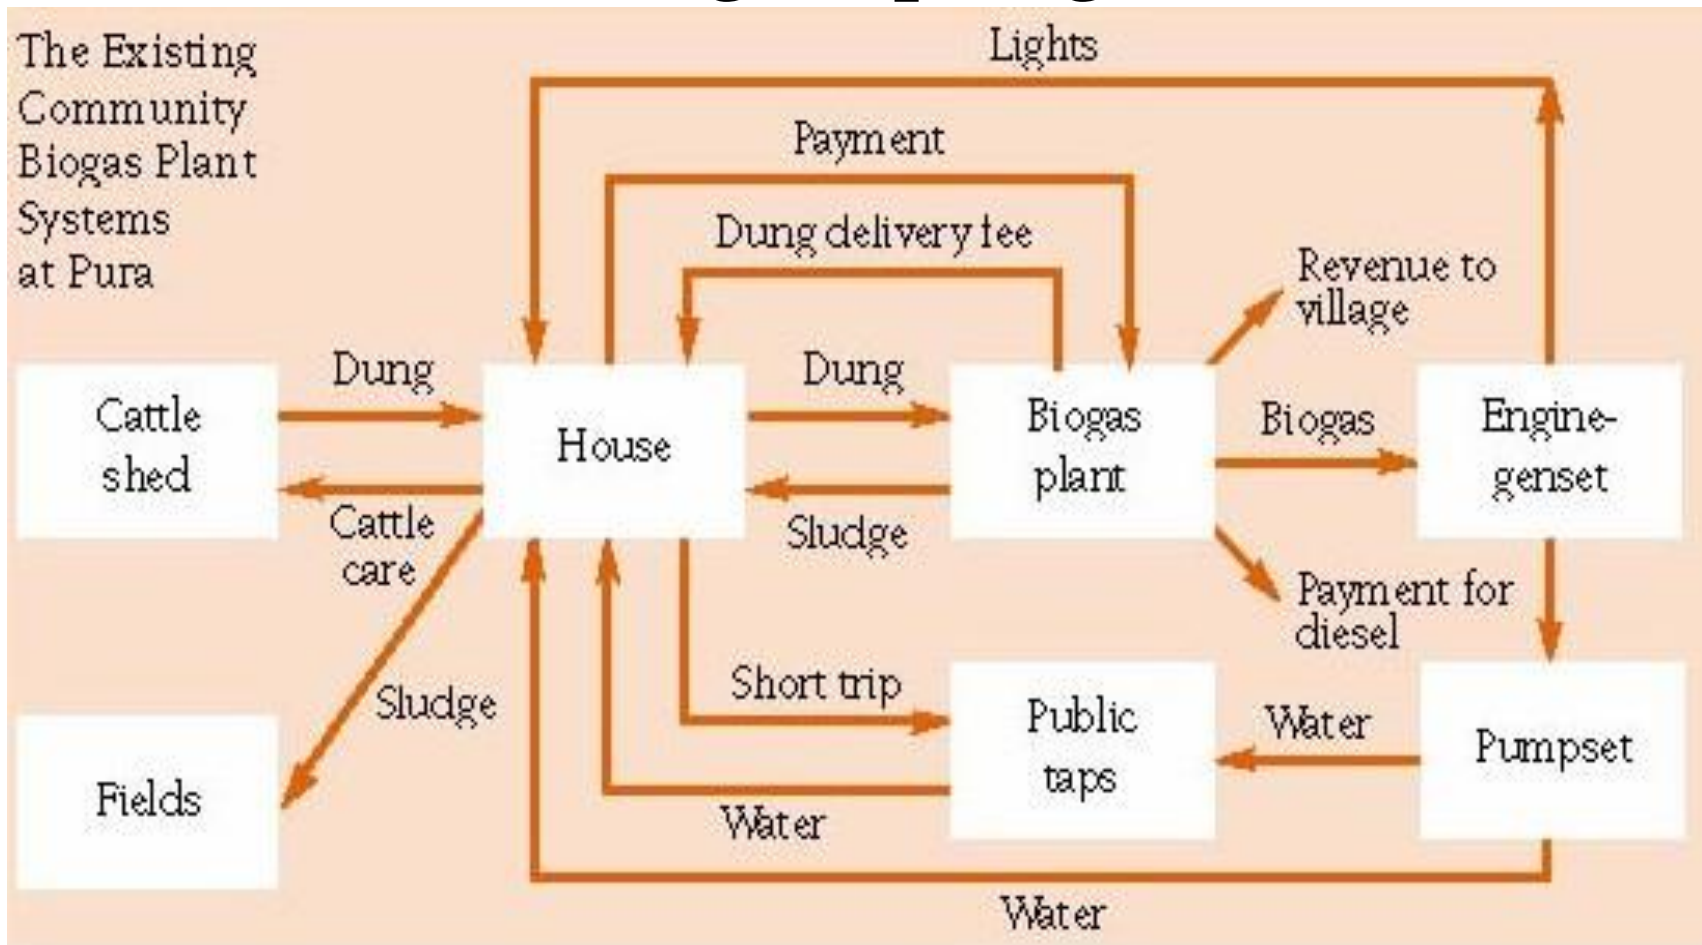 The Existing
Community
Biogas Plant
Systems
at Pura
Lights
Payment
Dung delivery fee
Revenue to
village
Dung
Dung
Biogas
Cattle
shed
House
Biogas
plant
Engine-
genset
Cattle
care
Sludge
Payment for
diesel
Sludge
Short trip
Water
Fields
Public
taps
Pumpset
Water
Water